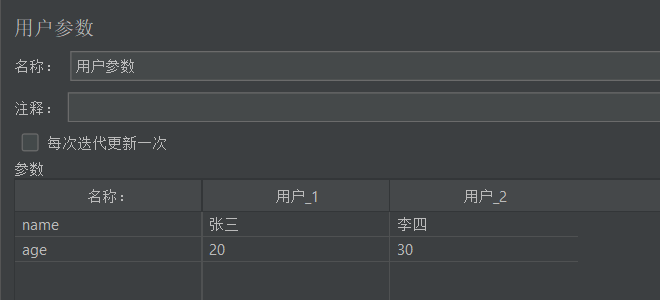 用户参数
名称： 用户参数
注释：
每次迭代更新一次
参数
名称： 用户_1 用户_2
name 张三 李四
age 20 30